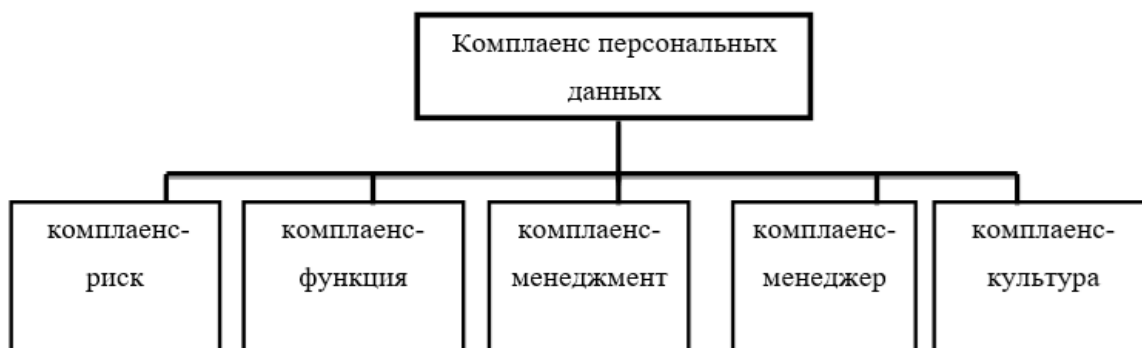 Комплаенс персональных
данных
комплаенс-
риск
комплаенс-
функция
комплаенс-
менеджмент
комплаенс-
менеджер
комплаенс-
культура